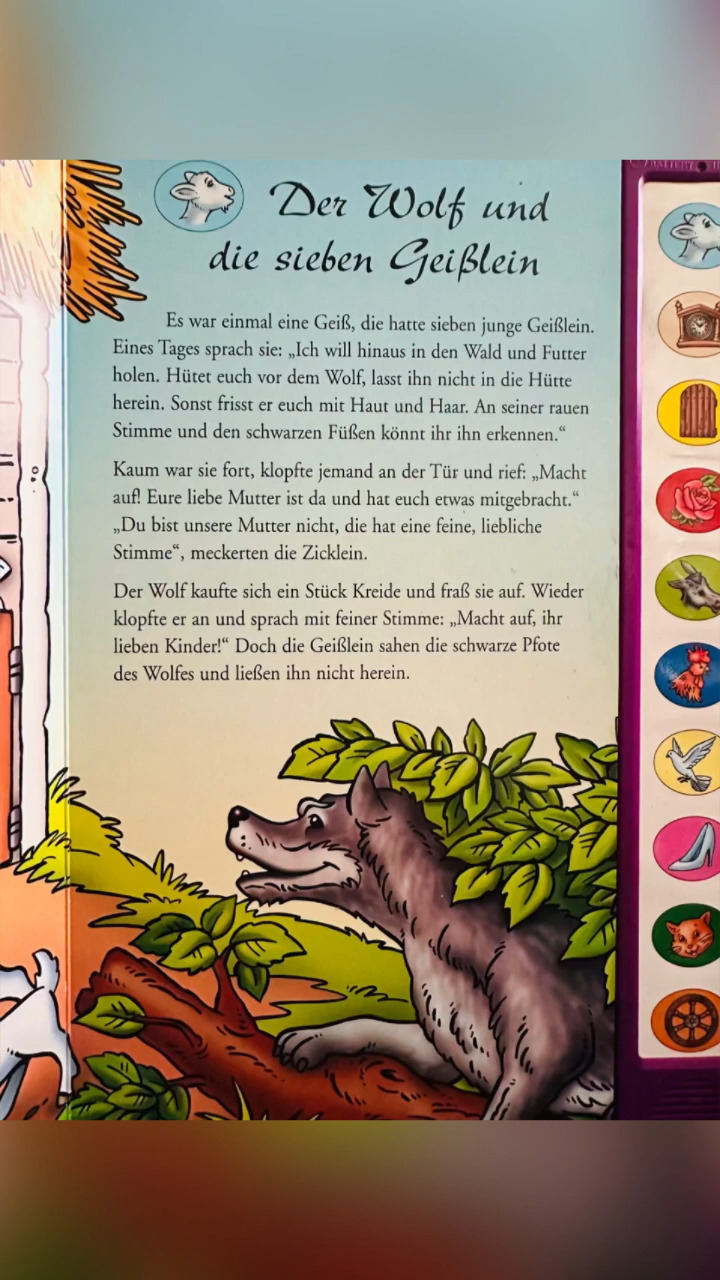 Der Wolf und
die sieben Geißlein
Es war einmal eine Geiß, die hatte sieben junge Geißlein.
Eines Tages sprach sie: „Ich will hinaus in den Wald und Futter
holen. Hütet euch vor dem Wolf, lasst ihn nicht in die Hütte
herein. Sonst frisst er euch mit Haut und Haar. An seiner rauen
Stimme und den schwarzen Füßen könnt ihr ihn erkennen.“
Kaum war sie fort, klopfte jemand an der Tür und rief: „Macht
auf! Eure liebe Mutter ist da und hat euch etwas mitgebracht.“
„Du bist unsere Mutter nicht, die hat eine feine, liebliche
Stimme“, meckerten die Zicklein.
Der Wolf kaufte sich ein Stück Kreide und fraß sie auf. Wieder
klopfte er an und sprach mit feiner Stimme: „Macht auf, ihr
lieben Kinder!“ Doch die Geißlein sahen die schwarze Pfote
des Wolfes und ließen ihn nicht herein.